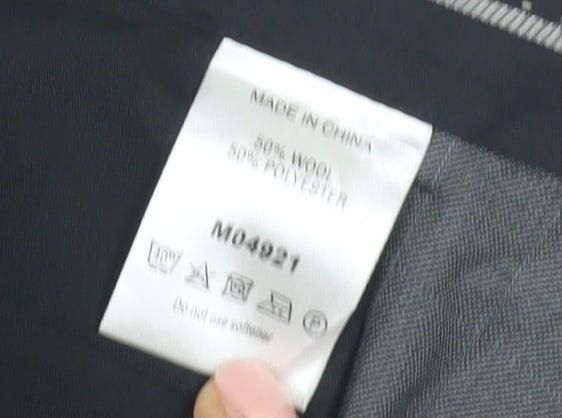 MADE IN CHINA
50% WOOL
50% POLYESTER
M04921
Do not use softener
P